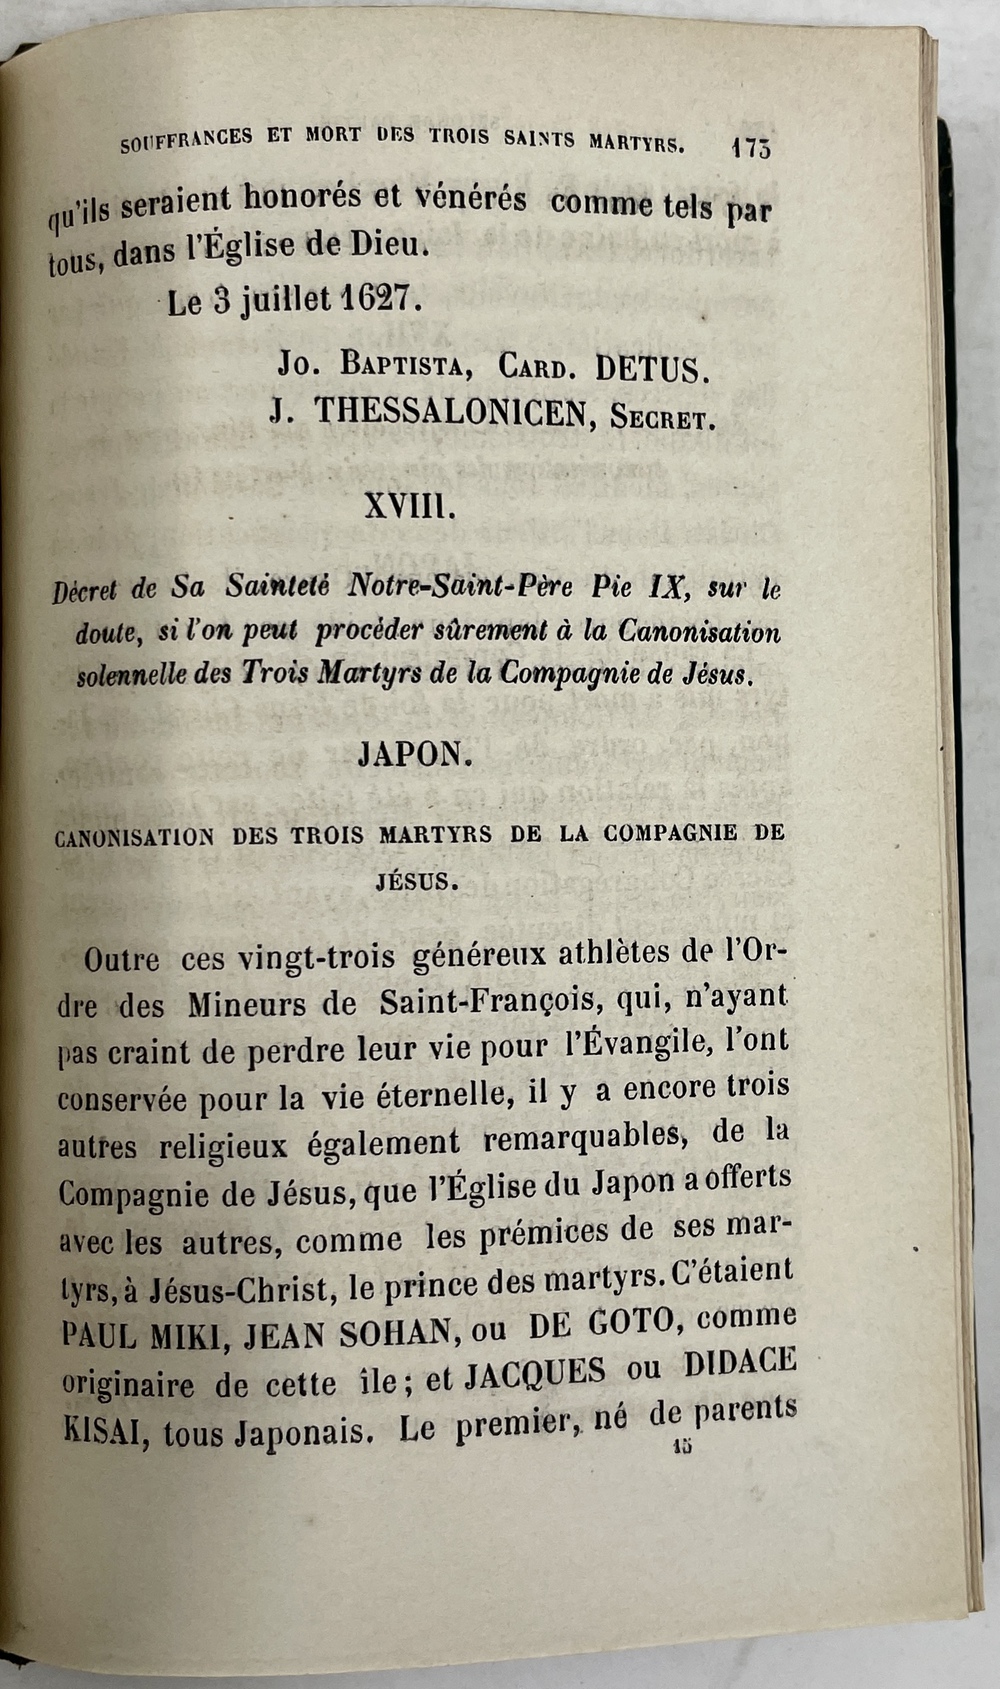 SOUFFRANCES ET MORT DES TROIS SAINTS MARTYRS. 173
qu'ils seraient honorés et vénérés comme tels par
tous, dans l'Église de Dieu.
Le 3 juillet 1627.
Jo. Baptista, Card. DETUS.
J. THESSALONICEN, Secret.
XVIII.
Décret de Sa Sainteté Notre-Saint-Père Pie IX, sur le
doute, si l'on peut procéder sûrement à la Canonisation
solennelle des Trois Martyrs de la Compagnie de Jésus.
JAPON.
CANONISATION DES TROIS MARTYRS DE LA COMPAGNIE DE
JÉSUS.
Outre ces vingt-trois généreux athlètes de l'Or-
dre des Mineurs de Saint-François, qui, n'ayant
pas craint de perdre leur vie pour l'Évangile, l'ont
conservée pour la vie éternelle, il y a encore trois
autres religieux également remarquables, de la
Compagnie de Jésus, que l'Église du Japon a offerts
avec les autres, comme les prémices de ses mar-
tyrs, à Jésus-Christ, le prince des martyrs. C'étaient
PAUL MIKI, JEAN SOHAN, ou DE GOTO, comme
originaire de cette île; et JACQUES ou DIDACE
KISAI, tous Japonais. Le premier, né de parents
15